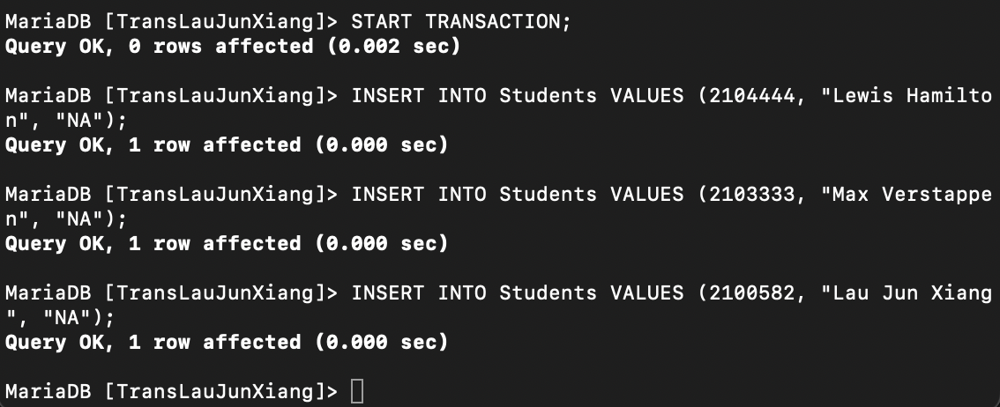 MariaDB [TransLauJunXiang]> START TRANSACTION;
Query OK, 0 rows affected (0.002 sec)
MariaDB [TransLauJunXiang]> INSERT INTO Students VALUES (2104444, "Lewis Hamilto
n", "NA");
Query OK, 1 row affected (0.000 sec)
MariaDB [TransLauJunXiang]> INSERT INTO Students VALUES (2103333, "Max Verstappe
n", "NA");
Query OK, 1 row affected (0.000 sec)
MariaDB [TransLauJunXiang]> INSERT INTO Students VALUES (2100582, "Lau Jun Xiang
", "NA");
Query OK, 1 row affected (0.000 sec)
MariaDB [TransLauJunXiang]>